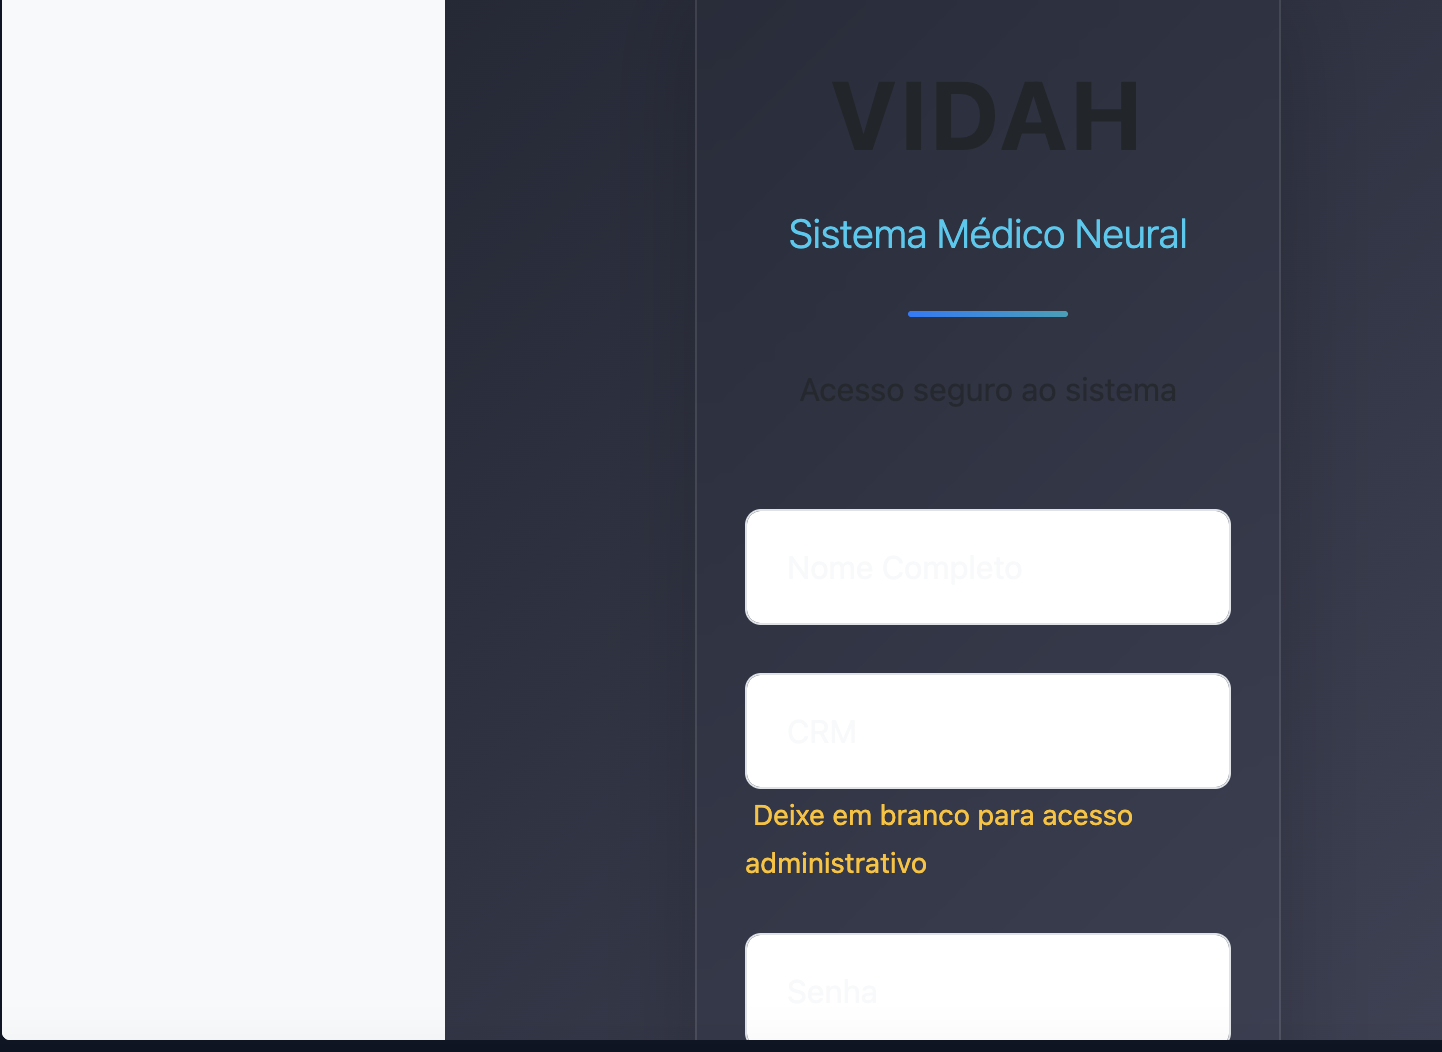 VIDAH
Sistema Médico Neural
Acesso seguro ao sistema
Nome Completo
CRM
Deixe em branco para acesso
administrativo
Senha